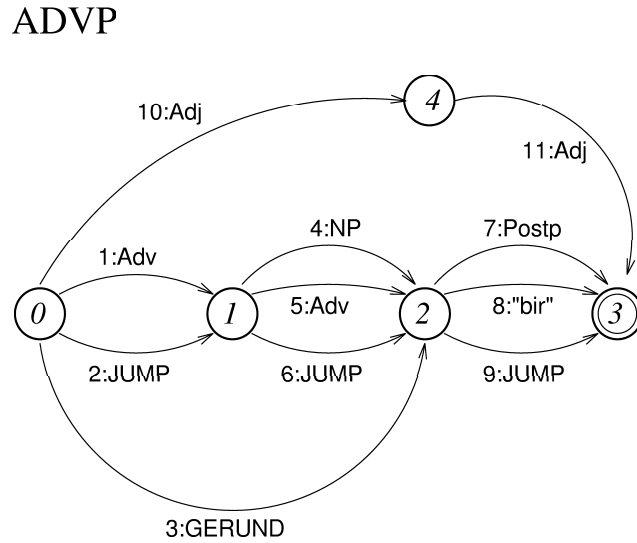 ADVP
4
10:Adj
11:Adj
4:NP
7:Postp
1:Adv
5:Adv
8:"bir"
0
1
2
3
2:JUMP
6:JUMP
9:JUMP
3:GERUND